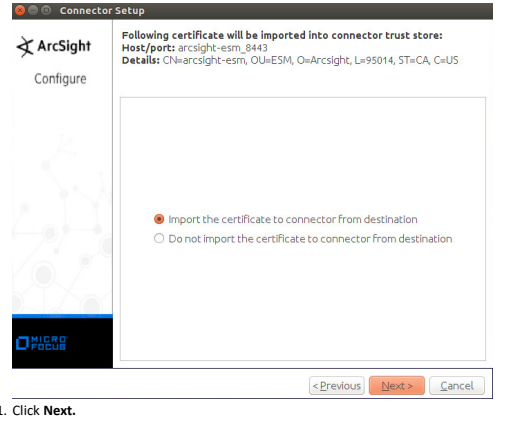 Connector Setup
ArcSight
Configure
Following certificate will be imported into connector trust store:
Host/port: arcsight-esm_8443
Details: CN=arcsight-esm, OU=ESM, O=Arcsight, L=95014, ST=CA, C=US
Import the certificate to connector from destination
Do not import the certificate to connector from destination
MICRO
FOCUS
< Previous Next > Cancel
1. Click Next.